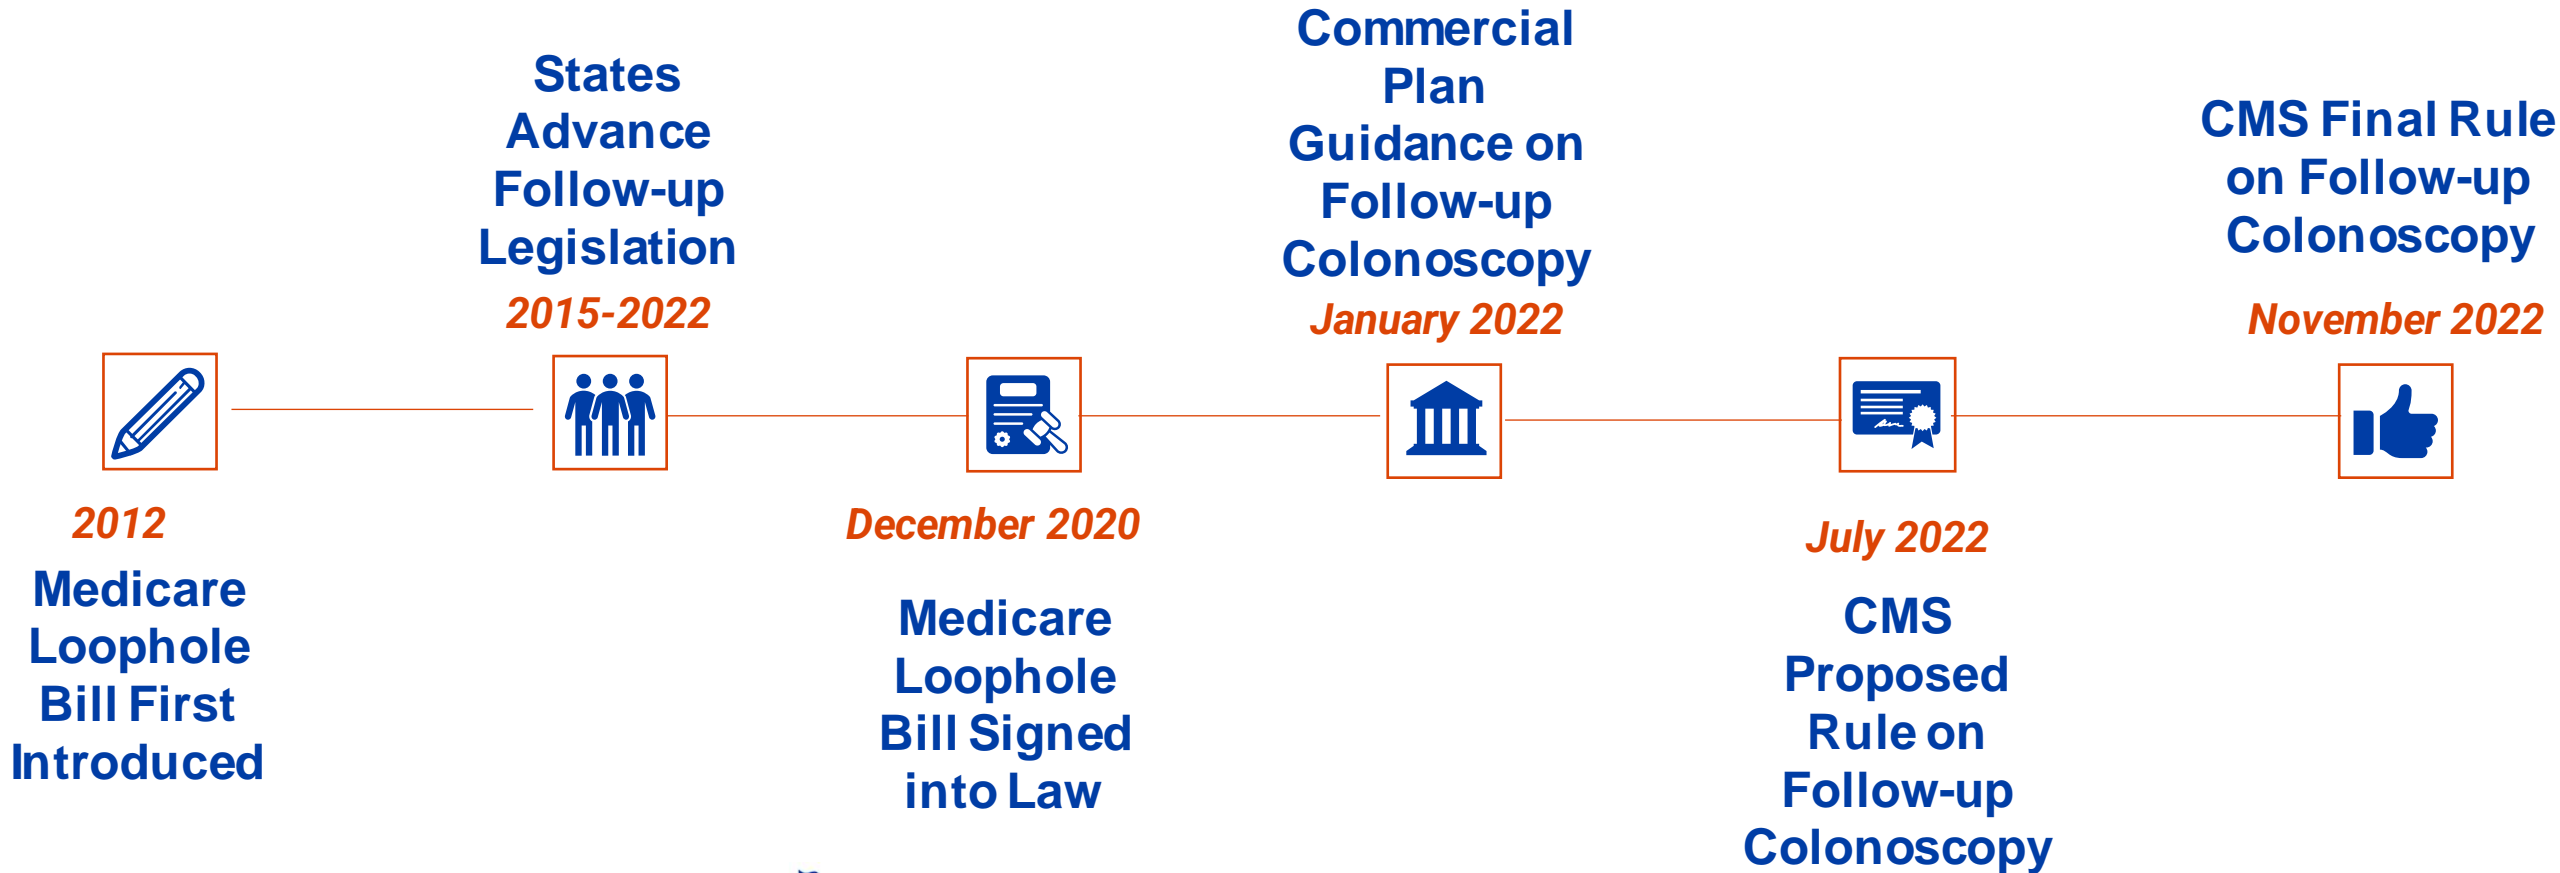 2012
Medicare
Loophole
Bill First
Introduced
States
Advance
Follow-up
Legislation
2015-2022
December 2020
Medicare
Loophole
Bill Signed
into Law
Commercial
Plan
Guidance on
Follow-up
Colonoscopy
January 2022
July 2022
CMS
Proposed
Rule on
Follow-up
Colonoscopy
CMS Final Rule
on Follow-up
Colonoscopy
November 2022